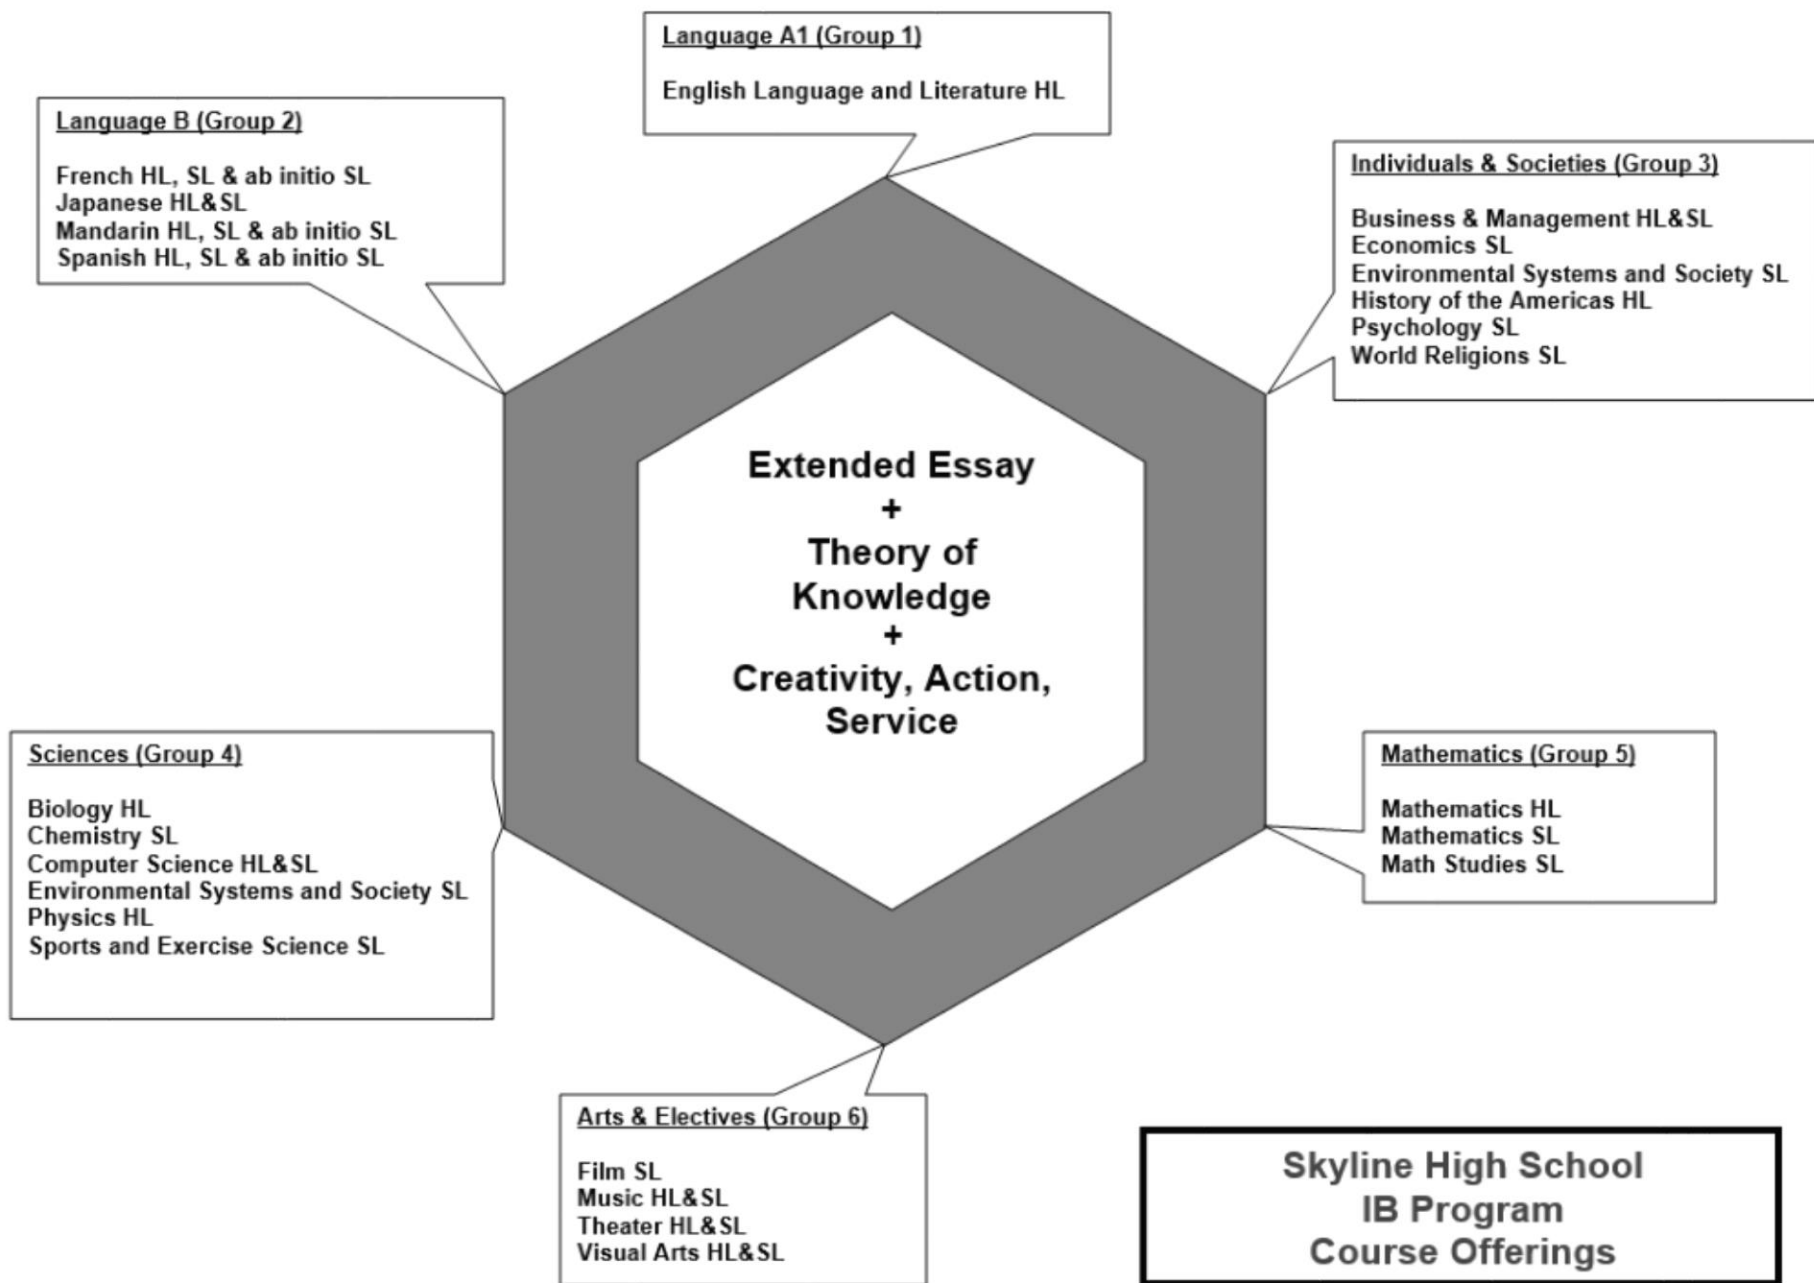 Language A1 (Group 1)
English Language and Literature HL
Language B (Group 2)
French HL, SL & ab initio SL
Japanese HL&SL
Mandarin HL, SL & ab initio SL
Spanish HL, SL & ab initio SL
Individuals & Societies (Group 3)
Business & Management HL&SL
Economics SL
Environmental Systems and Society SL
History of the Americas HL
Psychology SL
World Religions SL
Extended Essay
+
Theory of
Knowledge
+
Creativity, Action,
Service
Sciences (Group 4)
Biology HL
Chemistry SL
Computer Science HL&SL
Environmental Systems and Society SL
Physics HL
Sports and Exercise Science SL
Mathematics (Group 5)
Mathematics HL
Mathematics SL
Math Studies SL
Arts & Electives (Group 6)
Film SL
Music HL&SL
Theater HL&SL
Visual Arts HL&SL
Skyline High School
IB Program
Course Offerings